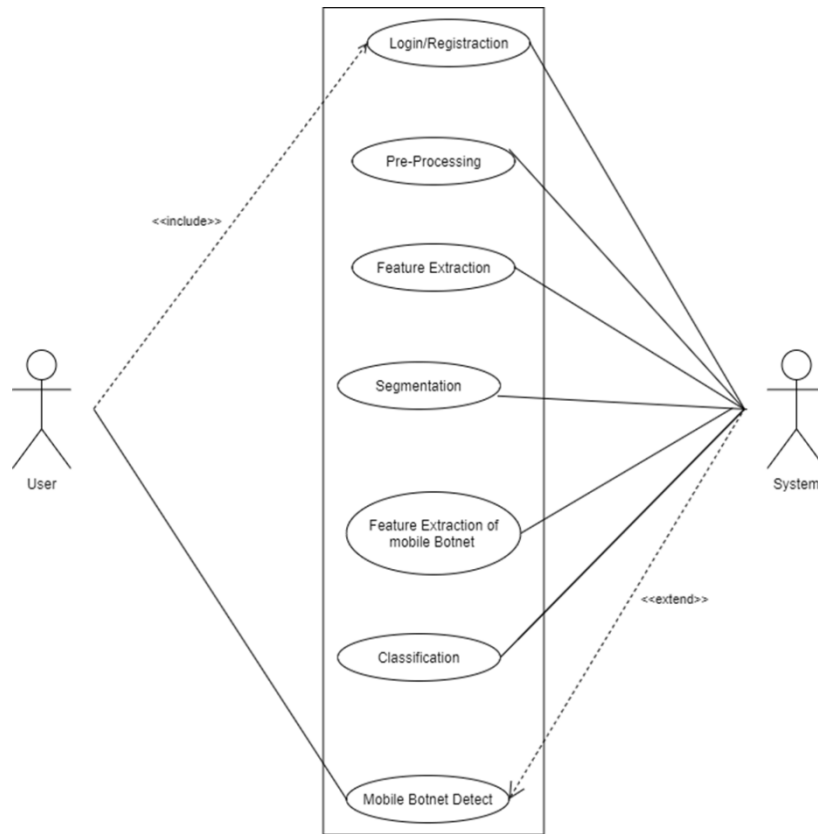 Login/Registraction
Pre-Processing
<<include>>
Feature Extraction
Segmentation
User
System
Feature Extraction of
mobile Botnet
<<extend>>
Classification
Mobile Botnet Detect